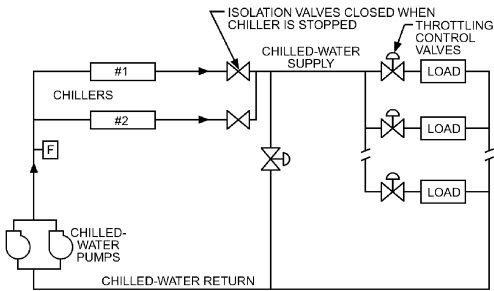 ISOLATION VALVES CLOSED WHEN
CHILLER IS STOPPED
THROTTLING
CONTROL
VALVES
CHILLED-WATER
SUPPLY
#1
LOAD
CHILLERS
#2
LOAD
F
LOAD
CHILLED-
WATER
PUMPS
CHILLED-WATER RETURN